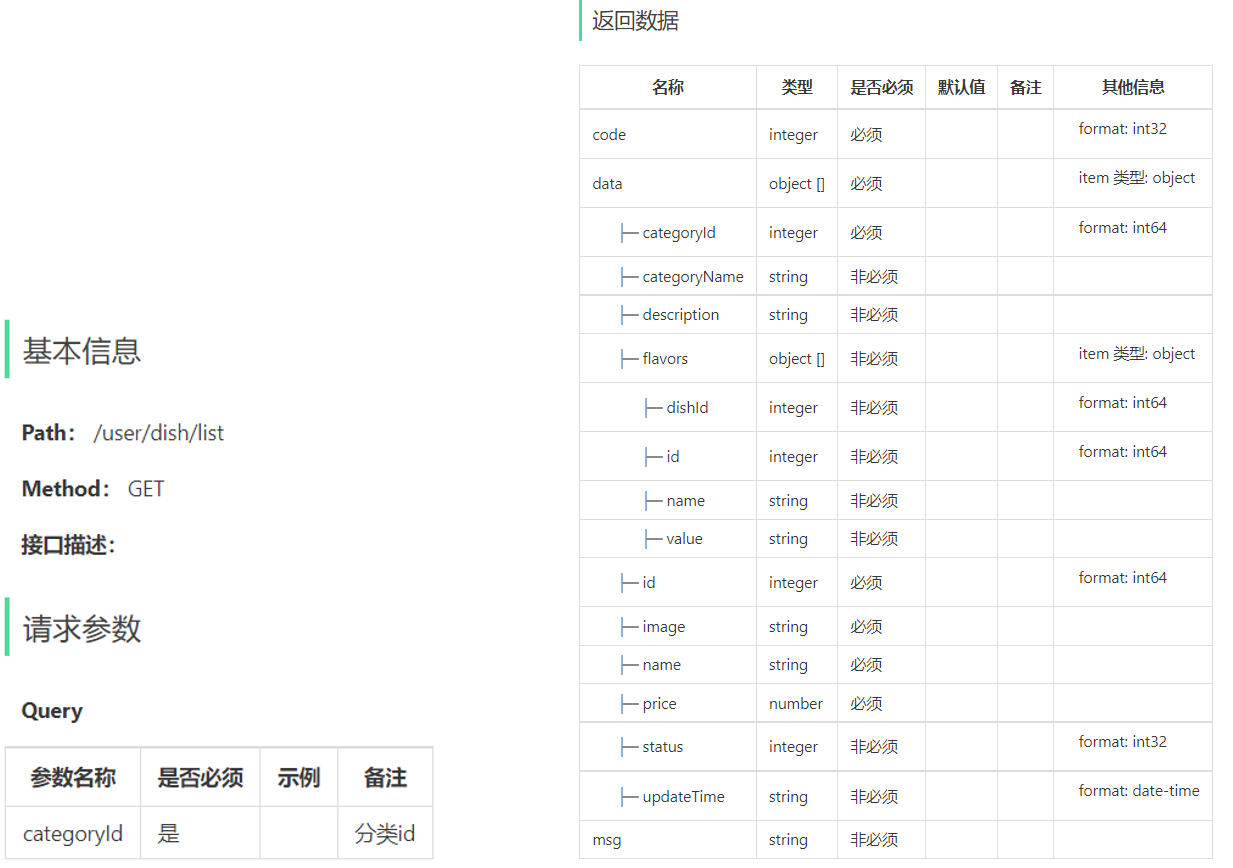 基本信息
Path： /user/dish/list
Method： GET
接口描述：
请求参数
Query
参数名称 是否必须 示例 备注
categoryId 是 分类id
返回数据
名称 类型 是否必须 默认值 备注 其他信息
code integer 必须 format: int32
data object [] 必须 item 类型: object
├─ categoryId integer 必须 format: int64
├─ categoryName string 非必须
├─ description string 非必须
├─ flavors object [] 非必须 item 类型: object
├─ dishId integer 非必须 format: int64
├─ id integer 非必须 format: int64
├─ name string 非必须
├─ value string 非必须
├─ id integer 必须 format: int64
├─ image string 必须
├─ name string 必须
├─ price number 必须
├─ status integer 非必须 format: int32
├─ updateTime string 非必须 format: date-time
msg string 非必须